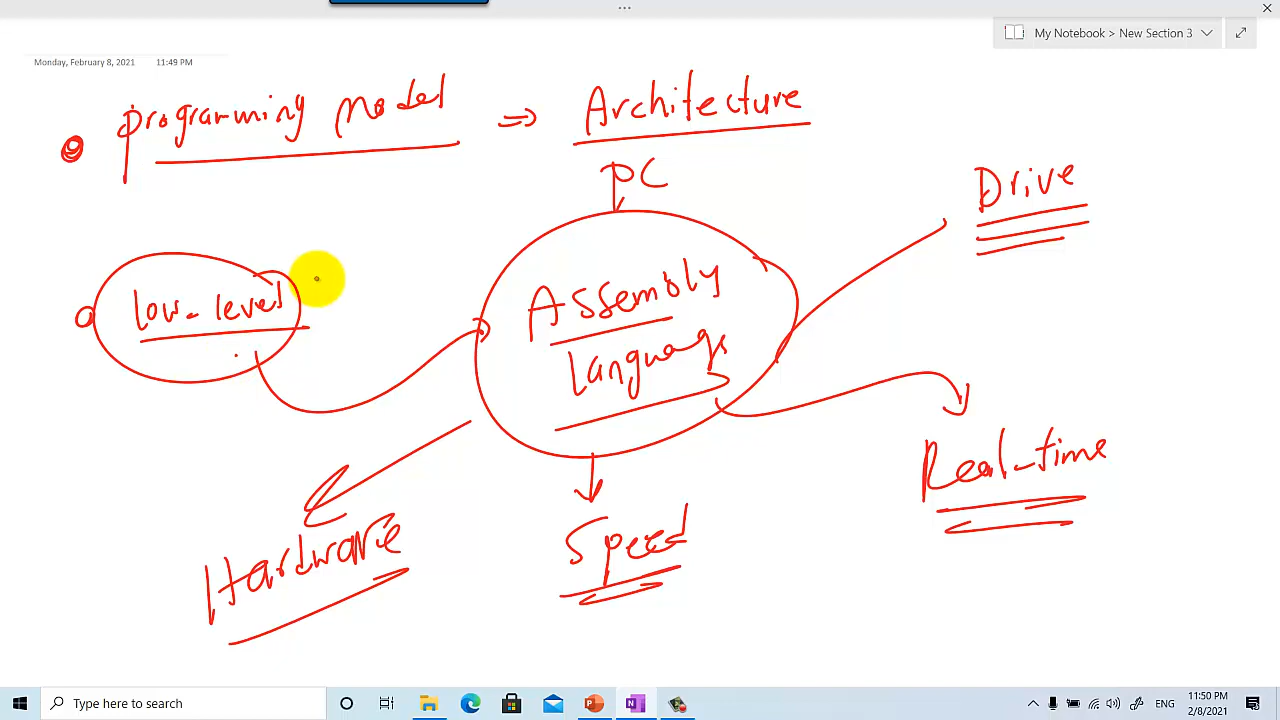 My Notebook > New Section 3
Monday, February 8, 2021 11:49 PM
programming model ⇒ Architecture
PC
Drive
low-level
Assembly
language
Real-time
Speed
Hardware
Type here to search
ENG
11:50 PM
2/8/2021